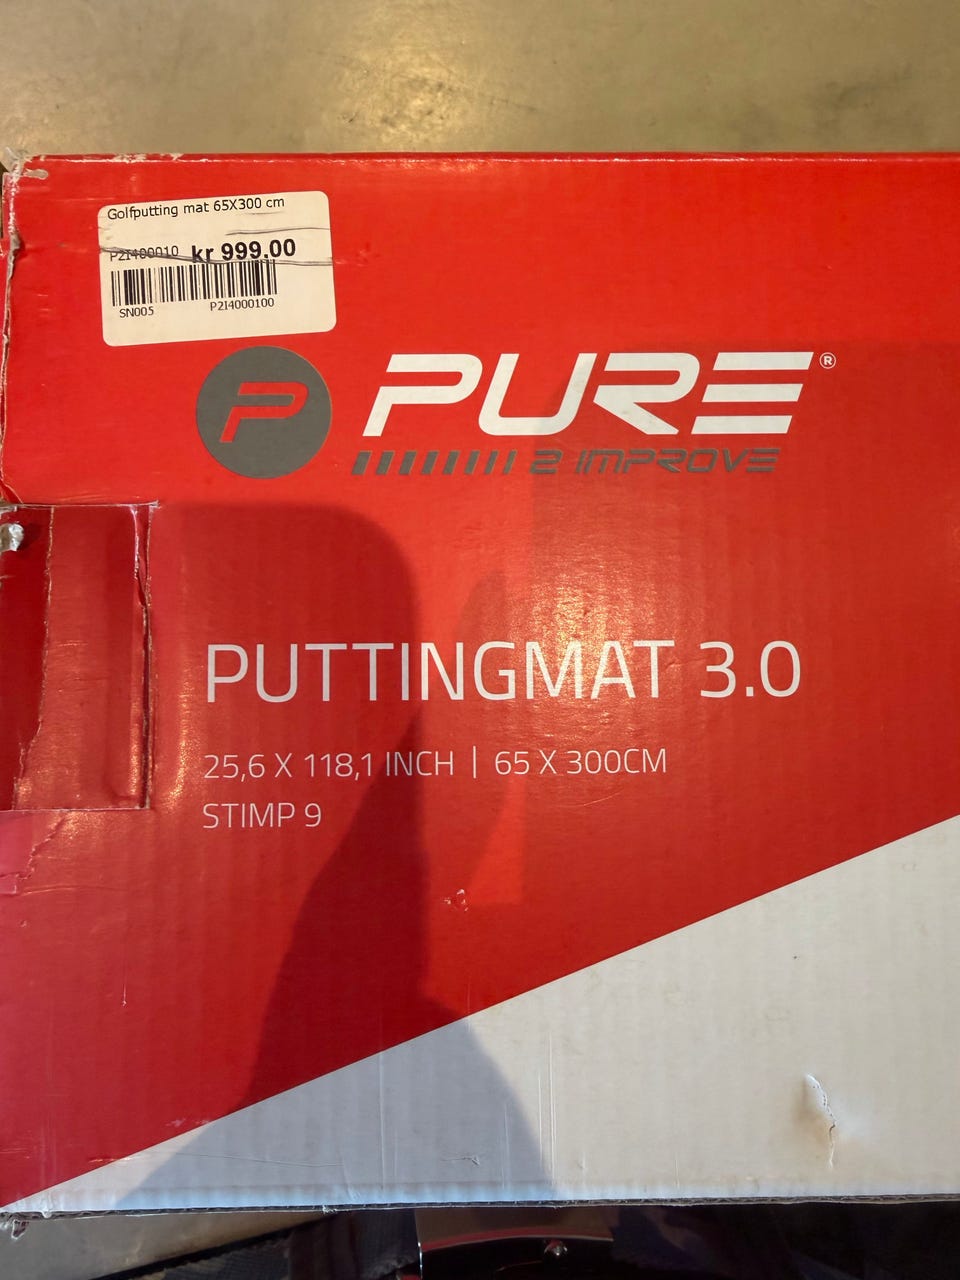 Golfputting mat 65X300 cm
P2I400010 kr 999.00
SN005 P2I4000100
P
PURE®
2 IMPROVE
PUTTINGMAT 3.0
25,6 X 118,1 INCH | 65 X 300CM
STIMP 9